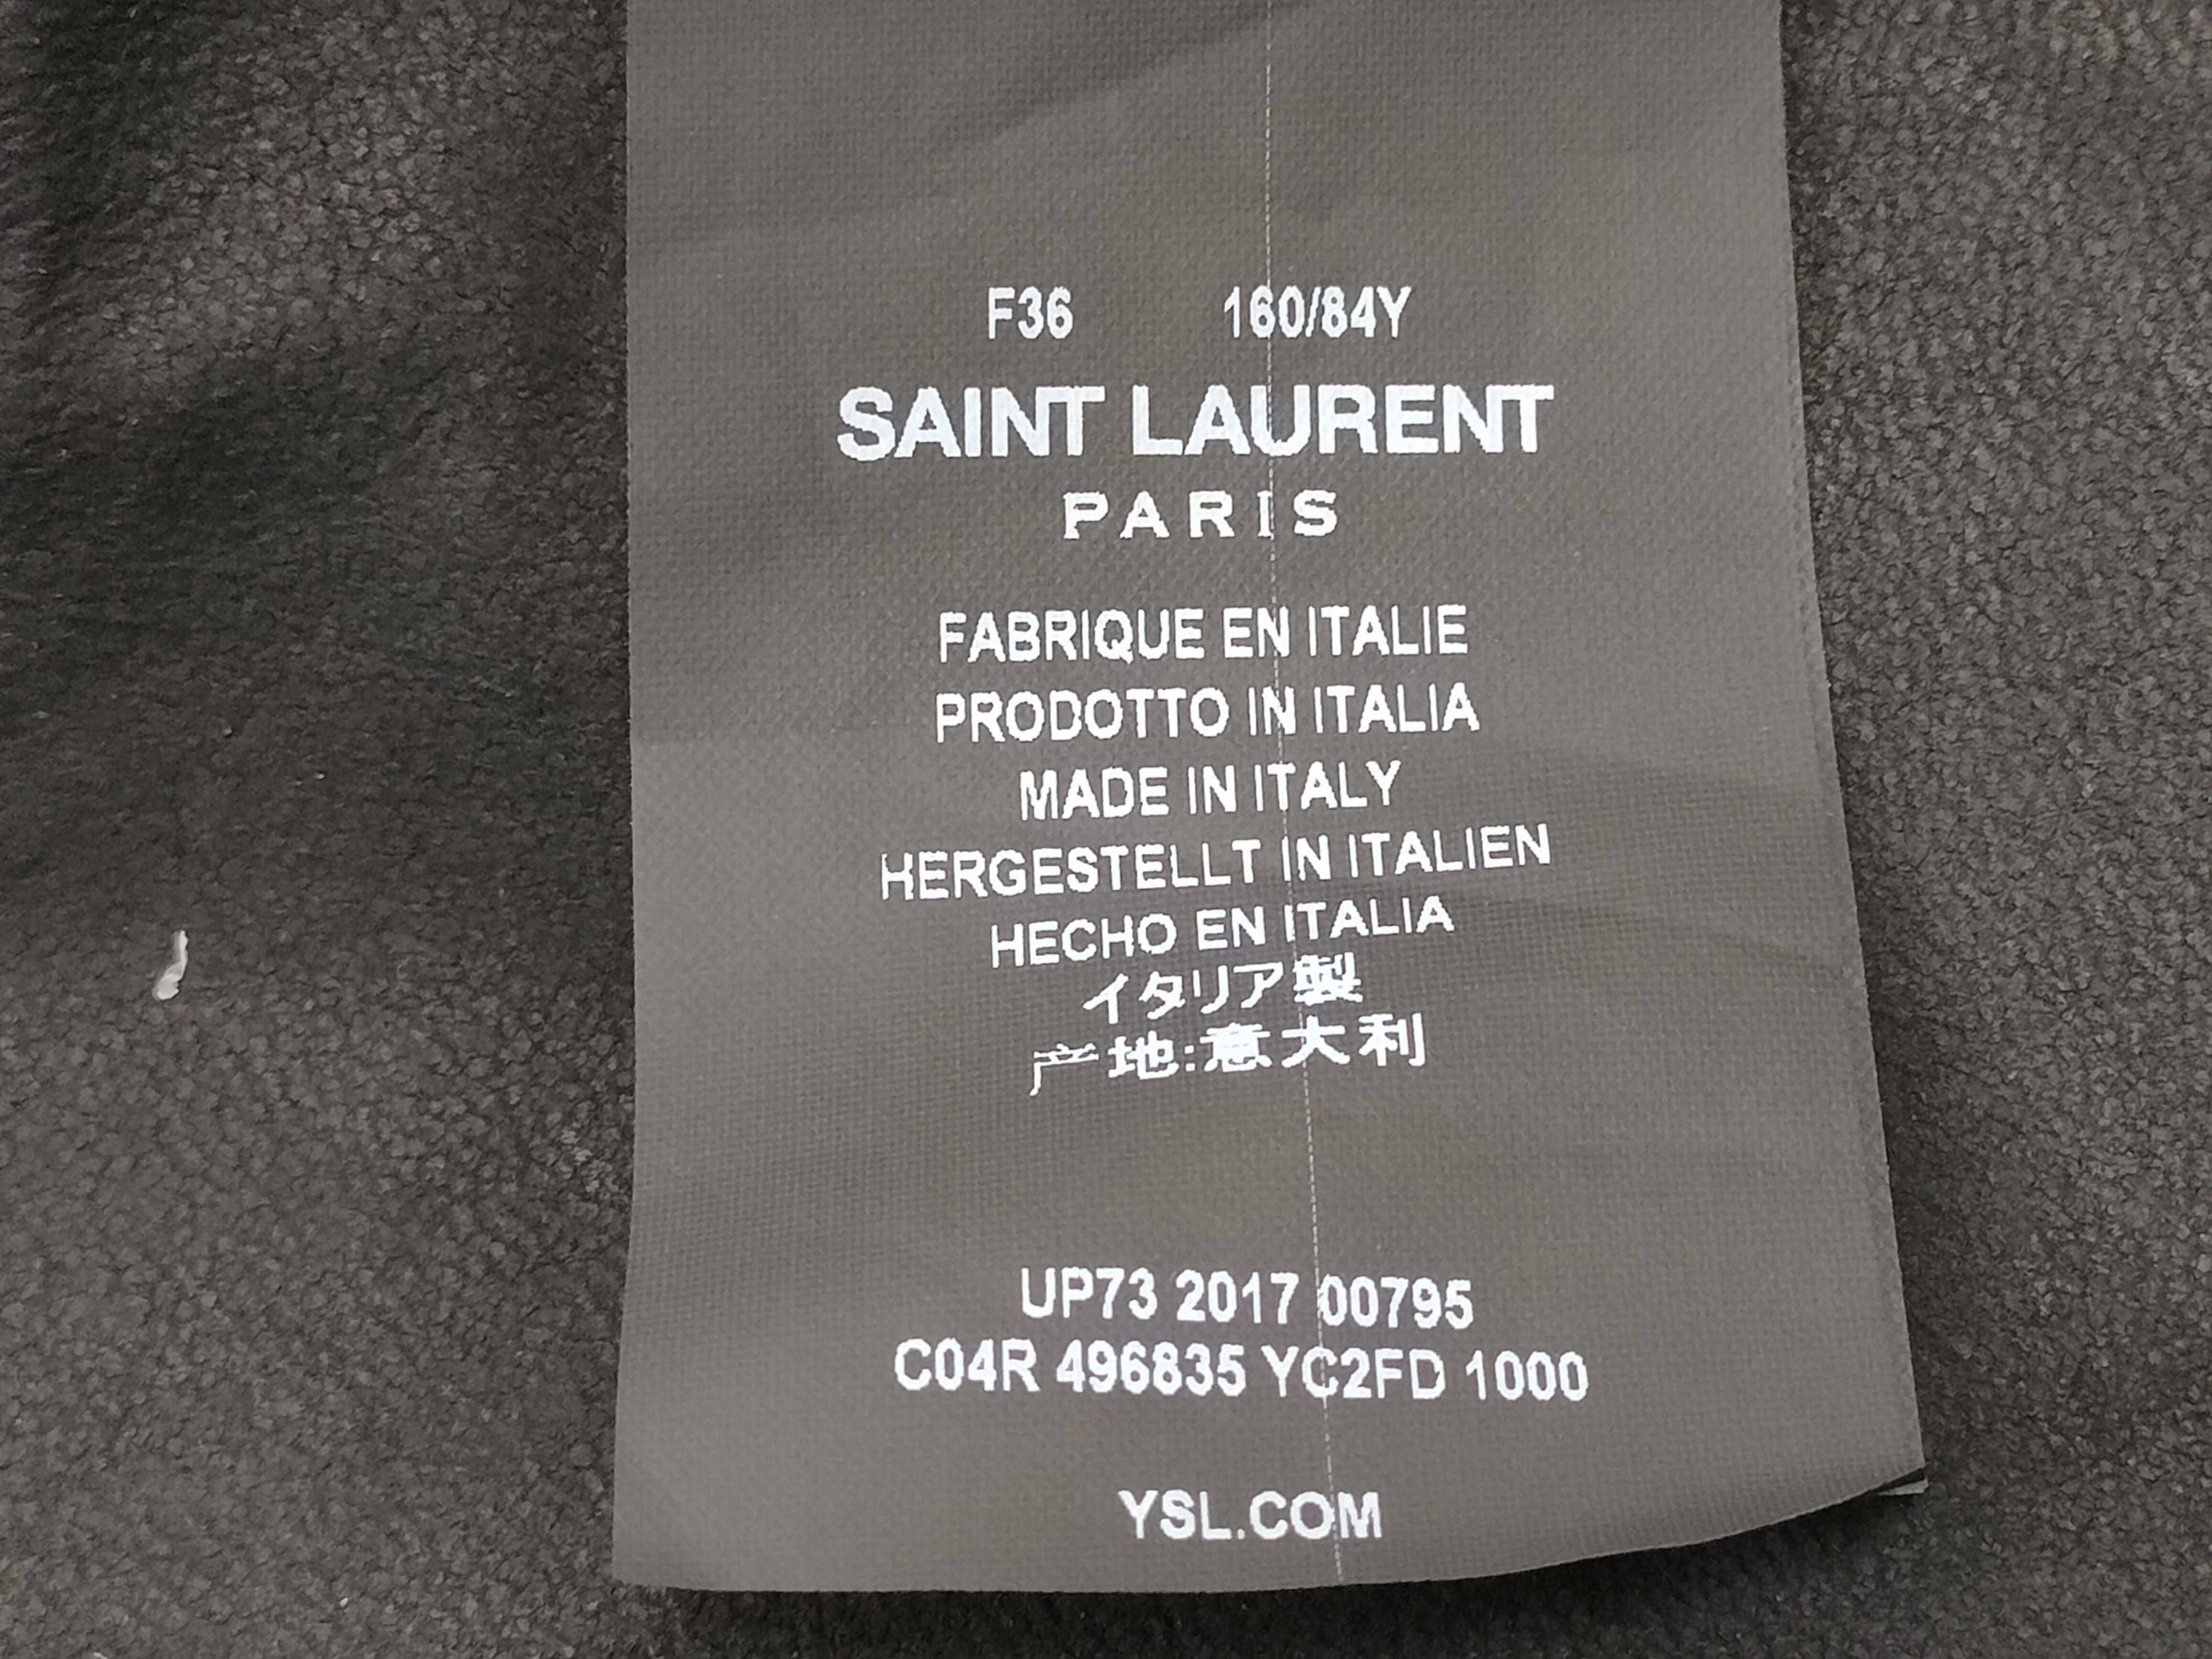 F36 160/84Y
SAINT LAURENT
PARIS
FABRIQUE EN ITALIE
PRODOTTO IN ITALIA
MADE IN ITALY
HERGESTELLT IN ITALIEN
HECHO EN ITALIA
イタリア製
产地:意大利
UP73 2017 00795
C04R 496835 YC2FD 1000
YSL.COM